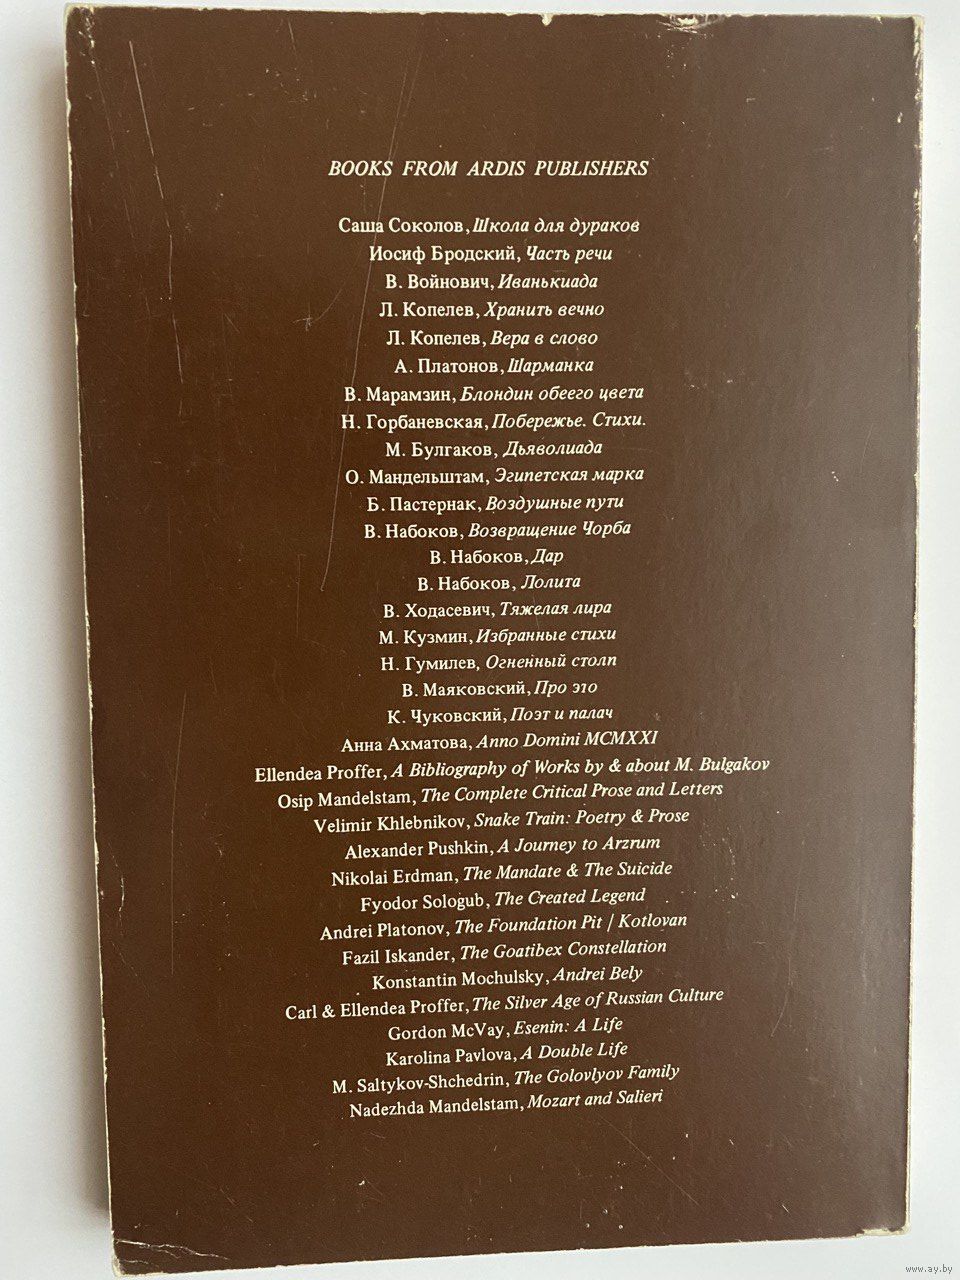 BOOKS FROM ARDIS PUBLISHERS
Саша Соколов, Школа для дураков
Иосиф Бродский, Часть речи
В. Войнович, Иванькиада
Л. Копелев, Хранить вечно
Л. Копелев, Вера в слово
А. Платонов, Шарманка
В. Марамзин, Блондин обеего цвета
Н. Горбаневская, Побережье. Стихи.
М. Булгаков, Дьяволиада
О. Мандельштам, Эгипетская марка
Б. Пастернак, Воздушные пути
В. Набоков, Возвращение Чорба
В. Набоков, Дар
В. Набоков, Лолита
В. Ходасевич, Тяжелая лира
М. Кузмин, Избранные стихи
Н. Гумилев, Огненный столп
В. Маяковский, Про это
К. Чуковский, Поэт и палач
Анна Ахматова, Anno Domini MCMXXI
Ellendea Proffer, A Bibliography of Works by & about M. Bulgakov
Osip Mandelstam, The Complete Critical Prose and Letters
Velimir Khlebnikov, Snake Train: Poetry & Prose
Alexander Pushkin, A Journey to Arzrum
Nikolai Erdman, The Mandate & The Suicide
Fyodor Sologub, The Created Legend
Andrei Platonov, The Foundation Pit / Kotlovan
Fazil Iskander, The Goatibex Constellation
Konstantin Mochulsky, Andrei Bely
Carl & Ellendea Proffer, The Silver Age of Russian Culture
Gordon McVay, Esenin: A Life
Karolina Pavlova, A Double Life
M. Saltykov-Shchedrin, The Golovlyov Family
Nadezhda Mandelstam, Mozart and Salieri
www.ay.by